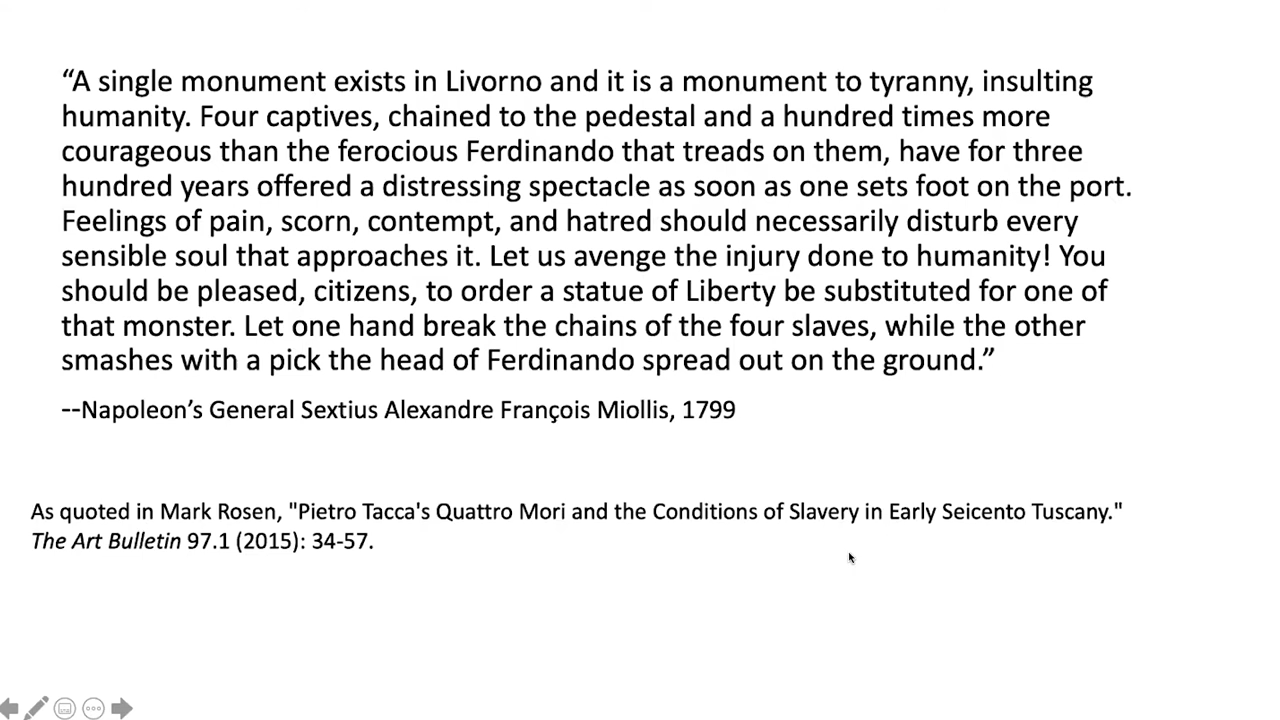 “A single monument exists in Livorno and it is a monument to tyranny, insulting
humanity. Four captives, chained to the pedestal and a hundred times more
courageous than the ferocious Ferdinando that treads on them, have for three
hundred years offered a distressing spectacle as soon as one sets foot on the port.
Feelings of pain, scorn, contempt, and hatred should necessarily disturb every
sensible soul that approaches it. Let us avenge the injury done to humanity! You
should be pleased, citizens, to order a statue of Liberty be substituted for one of
that monster. Let one hand break the chains of the four slaves, while the other
smashes with a pick the head of Ferdinando spread out on the ground.”
--Napoleon’s General Sextius Alexandre François Miollis, 1799
As quoted in Mark Rosen, "Pietro Tacca's Quattro Mori and the Conditions of Slavery in Early Seicento Tuscany."
The Art Bulletin 97.1 (2015): 34-57.